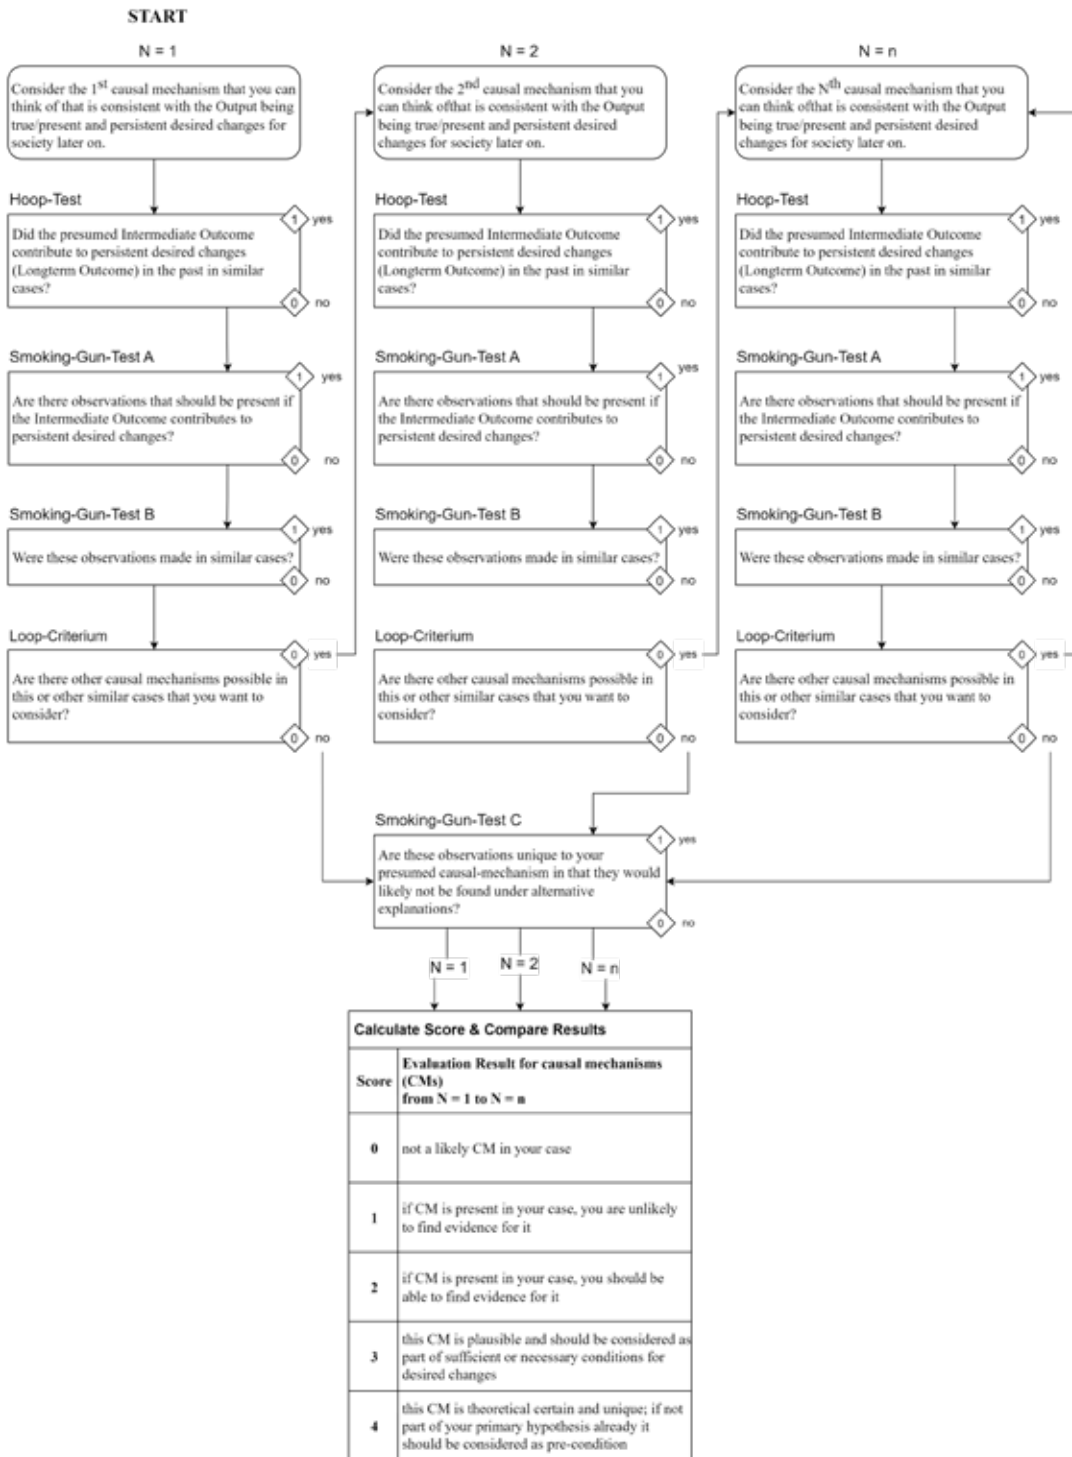 START
N = 1
Consider the 1st causal mechanism that you can
think of that is consistent with the Output being
true/present and persistent desired changes for
society later on.
Hoop-Test
1 yes
Did the presumed Intermediate Outcome
contribute to persistent desired changes
(Longterm Outcome) in the past in similar
cases?
0 no
Smoking-Gun-Test A
1 yes
Are there observations that should be present if
the Intermediate Outcome contributes to
persistent desired changes?
0 no
Smoking-Gun-Test B
1 yes
Were these observations made in similar cases?
0 no
Loop-Criterium
0 yes
Are there other causal mechanisms possible in
this or other similar cases that you want to
consider?
0 no
N = 2
Consider the 2nd causal mechanism that you
can think ofthat is consistent with the Output
being true/present and persistent desired
changes for society later on.
Hoop-Test
1 yes
Did the presumed Intermediate Outcome
contribute to persistent desired changes
(Longterm Outcome) in the past in similar
cases?
0 no
Smoking-Gun-Test A
1 yes
Are there observations that should be present if
the Intermediate Outcome contributes to
persistent desired changes?
0 no
Smoking-Gun-Test B
1 yes
Were these observations made in similar cases?
0 no
Loop-Criterium
0 yes
Are there other causal mechanisms possible in
this or other similar cases that you want to
consider?
0 no
N = n
Consider the Nth causal mechanism that you
can think ofthat is consistent with the Output
being true/present and persistent desired
changes for society later on.
Hoop-Test
1 yes
Did the presumed Intermediate Outcome
contribute to persistent desired changes
(Longterm Outcome) in the past in similar
cases?
0 no
Smoking-Gun-Test A
1 yes
Are there observations that should be present if
the Intermediate Outcome contributes to
persistent desired changes?
0 no
Smoking-Gun-Test B
1 yes
Were these observations made in similar cases?
0 no
Loop-Criterium
0 yes
Are there other causal mechanisms possible in
this or other similar cases that you want to
consider?
0 no
Smoking-Gun-Test C
1 yes
Are these observations unique to your
presumed causal-mechanism in that they would
likely not be found under alternative
explanations?
0 no
N = 1
N = 2
N = n
Calculate Score & Compare Results
Score
Evaluation Result for causal mechanisms
(CMs)
from N = 1 to N = n
0
not a likely CM in your case
1
if CM is present in your case, you are unlikely
to find evidence for it
2
if CM is present in your case, you should be
able to find evidence for it
3
this CM is plausible and should be considered as
part of sufficient or necessary conditions for
desired changes
4
this CM is theoretical certain and unique; if not
part of your primary hypothesis already it
should be considered as pre-condition